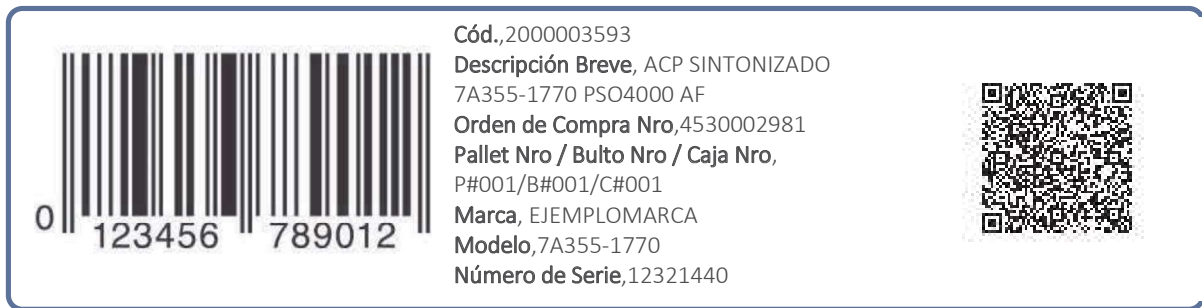 0 123456 789012
Cód.,2000003593
Descripción Breve, ACP SINTONIZADO
7A355-1770 PSO4000 AF
Orden de Compra Nro,4530002981
Pallet Nro / Bulto Nro / Caja Nro,
P#001/B#001/C#001
Marca, EJEMPLOMARCA
Modelo,7A355-1770
Número de Serie,12321440